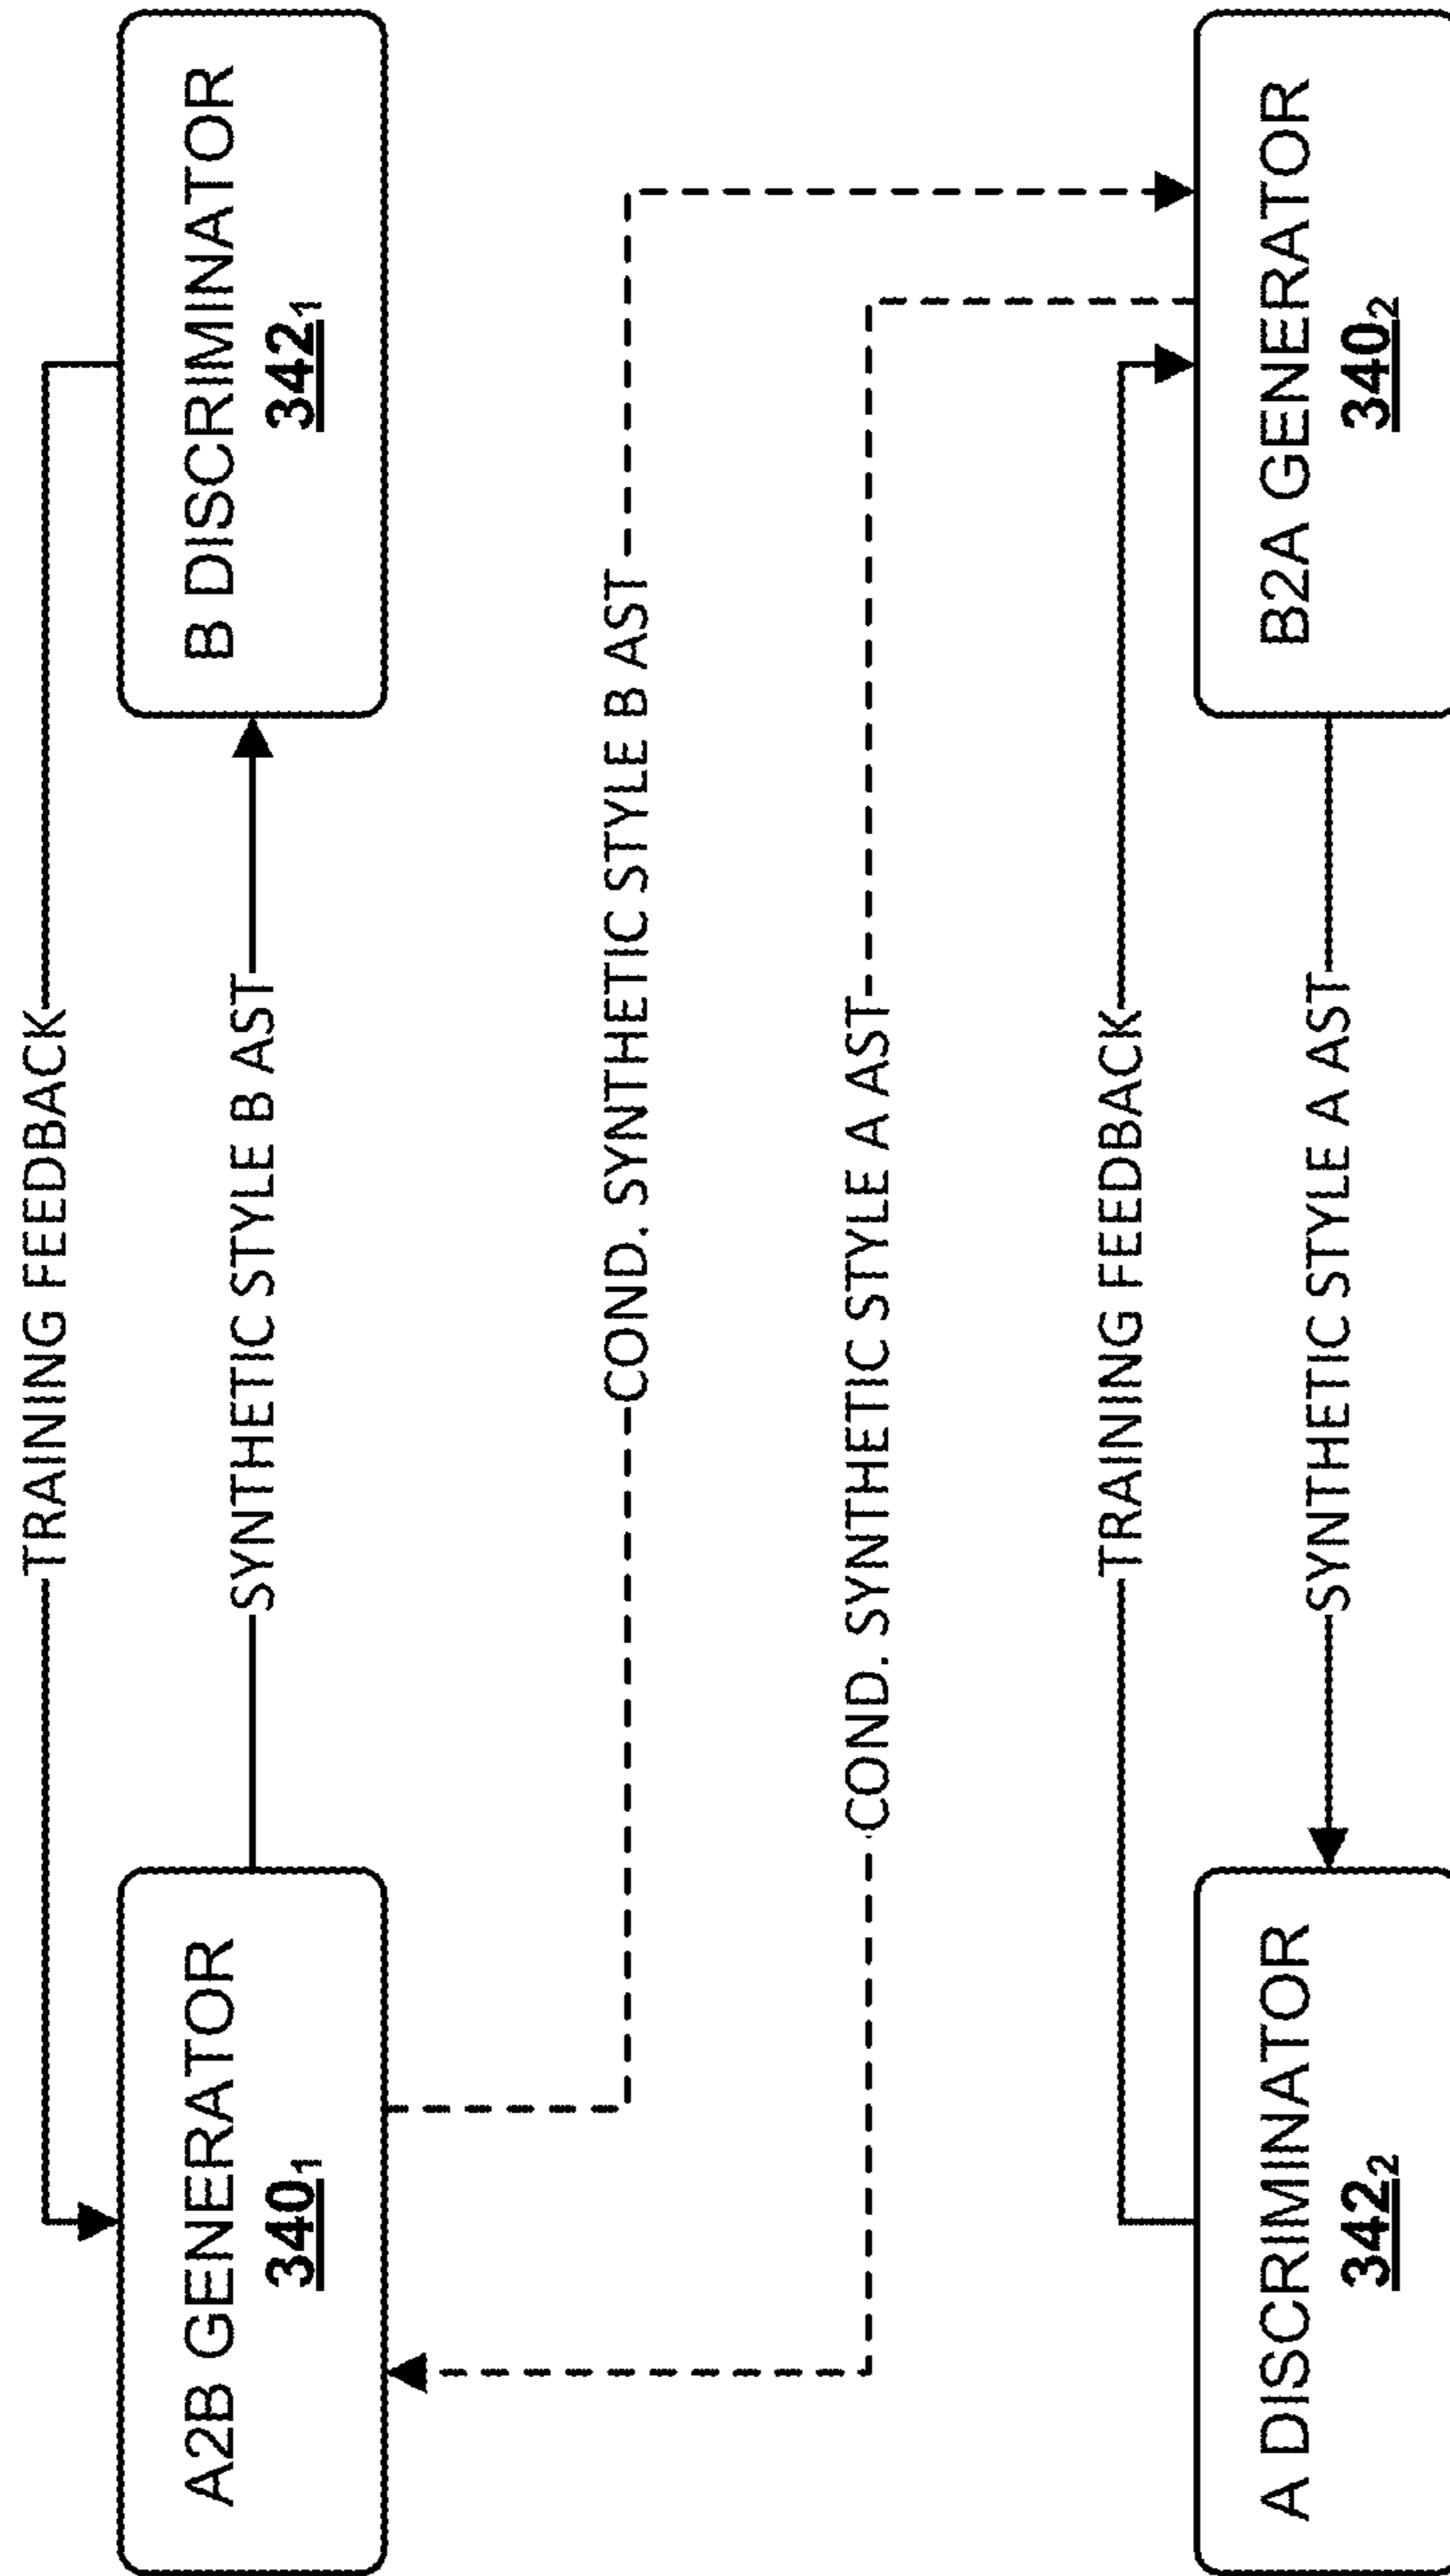 TRAINING FEEDBACK
A2B GENERATOR
340₁
SYNTHETIC STYLE B AST
B DISCRIMINATOR
342₁
COND. SYNTHETIC STYLE B AST
COND. SYNTHETIC STYLE A AST
TRAINING FEEDBACK
A DISCRIMINATOR
342₂
SYNTHETIC STYLE A AST
B2A GENERATOR
340₂